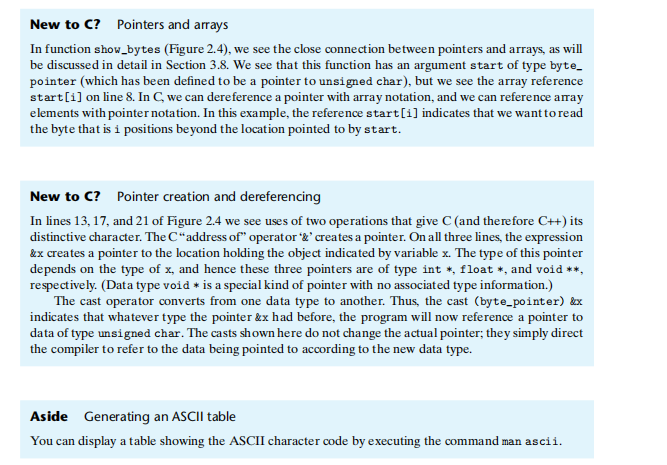 New to C? Pointers and arrays
In function show_bytes (Figure 2.4), we see the close connection between pointers and arrays, as will
be discussed in detail in Section 3.8. We see that this function has an argument start of type byte_
pointer (which has been defined to be a pointer to unsigned char), but we see the array reference
start[i] on line 8. In C, we can dereference a pointer with array notation, and we can reference array
elements with pointer notation. In this example, the reference start[i] indicates that we want to read
the byte that is i positions beyond the location pointed to by start.
New to C? Pointer creation and dereferencing
In lines 13, 17, and 21 of Figure 2.4 we see uses of two operations that give C (and therefore C++) its
distinctive character. The C “address of” operator ‘&’ creates a pointer. On all three lines, the expression
&x creates a pointer to the location holding the object indicated by variable x. The type of this pointer
depends on the type of x, and hence these three pointers are of type int *, float *, and void **,
respectively. (Data type void * is a special kind of pointer with no associated type information.)
The cast operator converts from one data type to another. Thus, the cast (byte_pointer) &x
indicates that whatever type the pointer &x had before, the program will now reference a pointer to
data of type unsigned char. The casts shown here do not change the actual pointer; they simply direct
the compiler to refer to the data being pointed to according to the new data type.
Aside Generating an ASCII table
You can display a table showing the ASCII character code by executing the command man ascii.